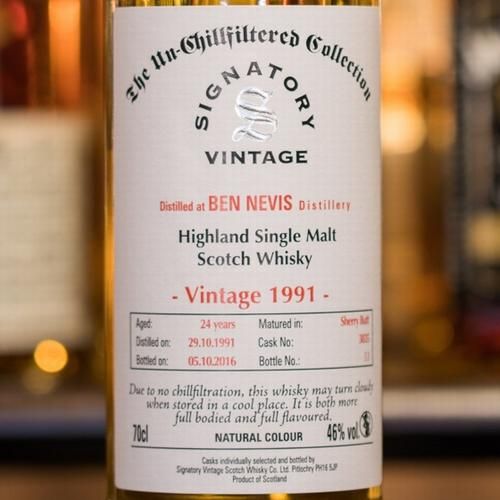 The Un-Chillfiltered Collection
SIGNATORY
S
VINTAGE
Distilled at BEN NEVIS Distillery
Highland Single Malt
Scotch Whisky
- Vintage 1991 -
Aged: 24 years Matured in: Sherry Butt
Distilled on: 29.10.1991 Cask No:
Bottled on: 05.10.2016 Bottle No.:
Due to no chillfiltration, this whisky may turn cloudy
when stored in a cool place. It is both more
full bodied and full flavoured.
70cl NATURAL COLOUR 46% vol.
Casks individually selected and bottled by
Signatory Vintage Scotch Whisky Co. Ltd. Pitlochry PH16 5JP
Product of Scotland